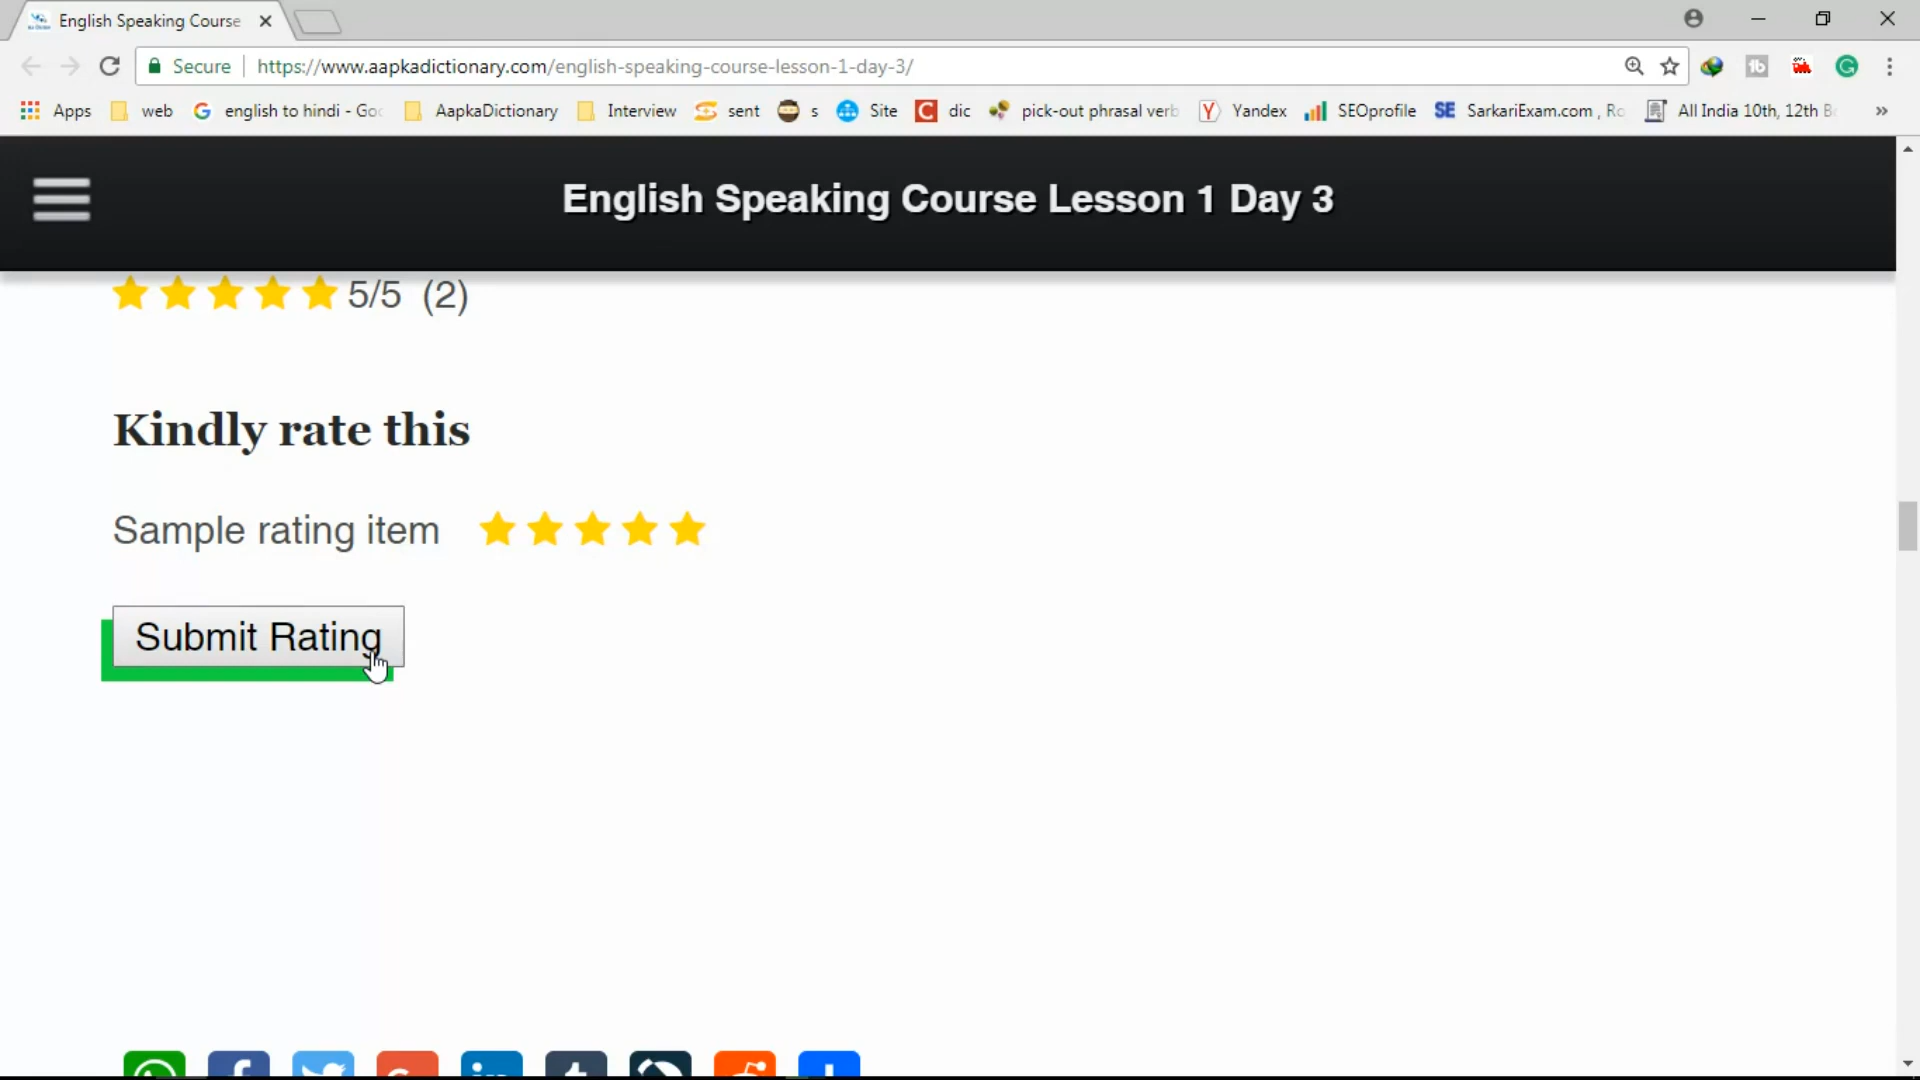 English Speaking Course
Secure https://www.aapkadictionary.com/english-speaking-course-lesson-1-day-3/
Apps web english to hindi - Goo AapkaDictionary Interview sent s Site dic pick-out phrasal verb Yandex SEOprofile SarkariExam.com , Ro All India 10th, 12th B »
English Speaking Course Lesson 1 Day 3
5/5 (2)
Kindly rate this
Sample rating item
Submit Rating